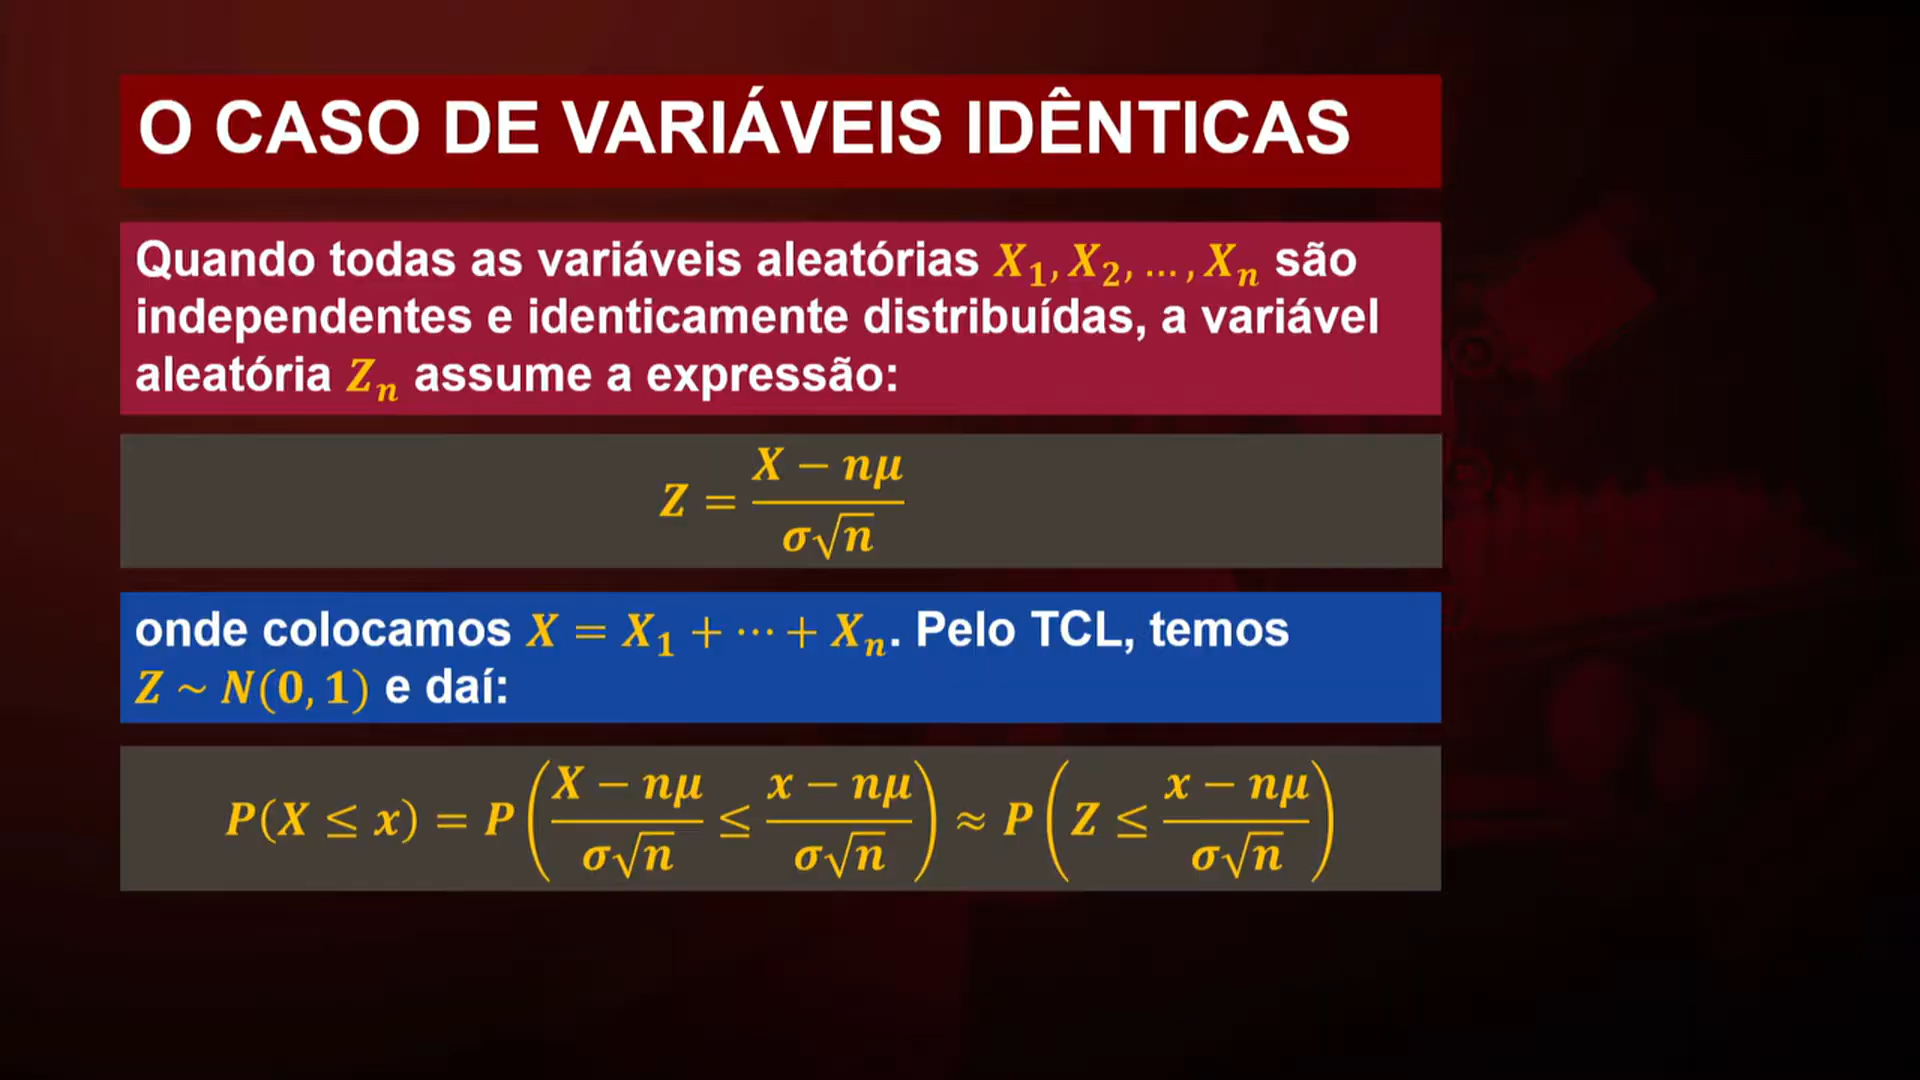 O CASO DE VARIÁVEIS IDÊNTICAS
Quando todas as variáveis aleatórias X₁, X₂, … , Xₙ são
independentes e identicamente distribuídas, a variável
aleatória Zₙ assume a expressão:
Z = (X − nμ)/(σ√n)
onde colocamos X = X₁ + ⋯ + Xₙ. Pelo TCL, temos
Z ~ N(0, 1) e daí:
P(X ≤ x) = P((X − nμ)/(σ√n) ≤ (x − nμ)/(σ√n)) ≈ P(Z ≤ (x − nμ)/(σ√n))